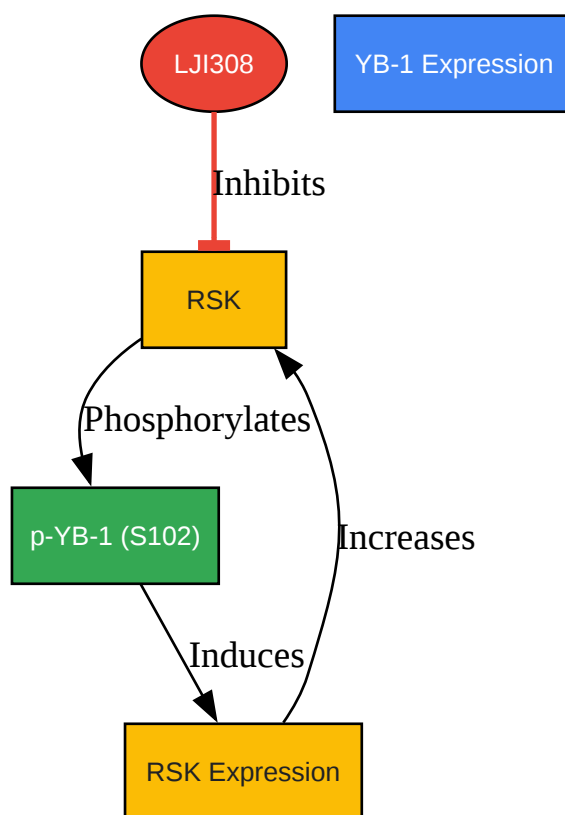 LJI308
YB-1 Expression
Inhibits
RSK
Phosphorylates
p-YB-1 (S102)
Increases
Induces
RSK Expression